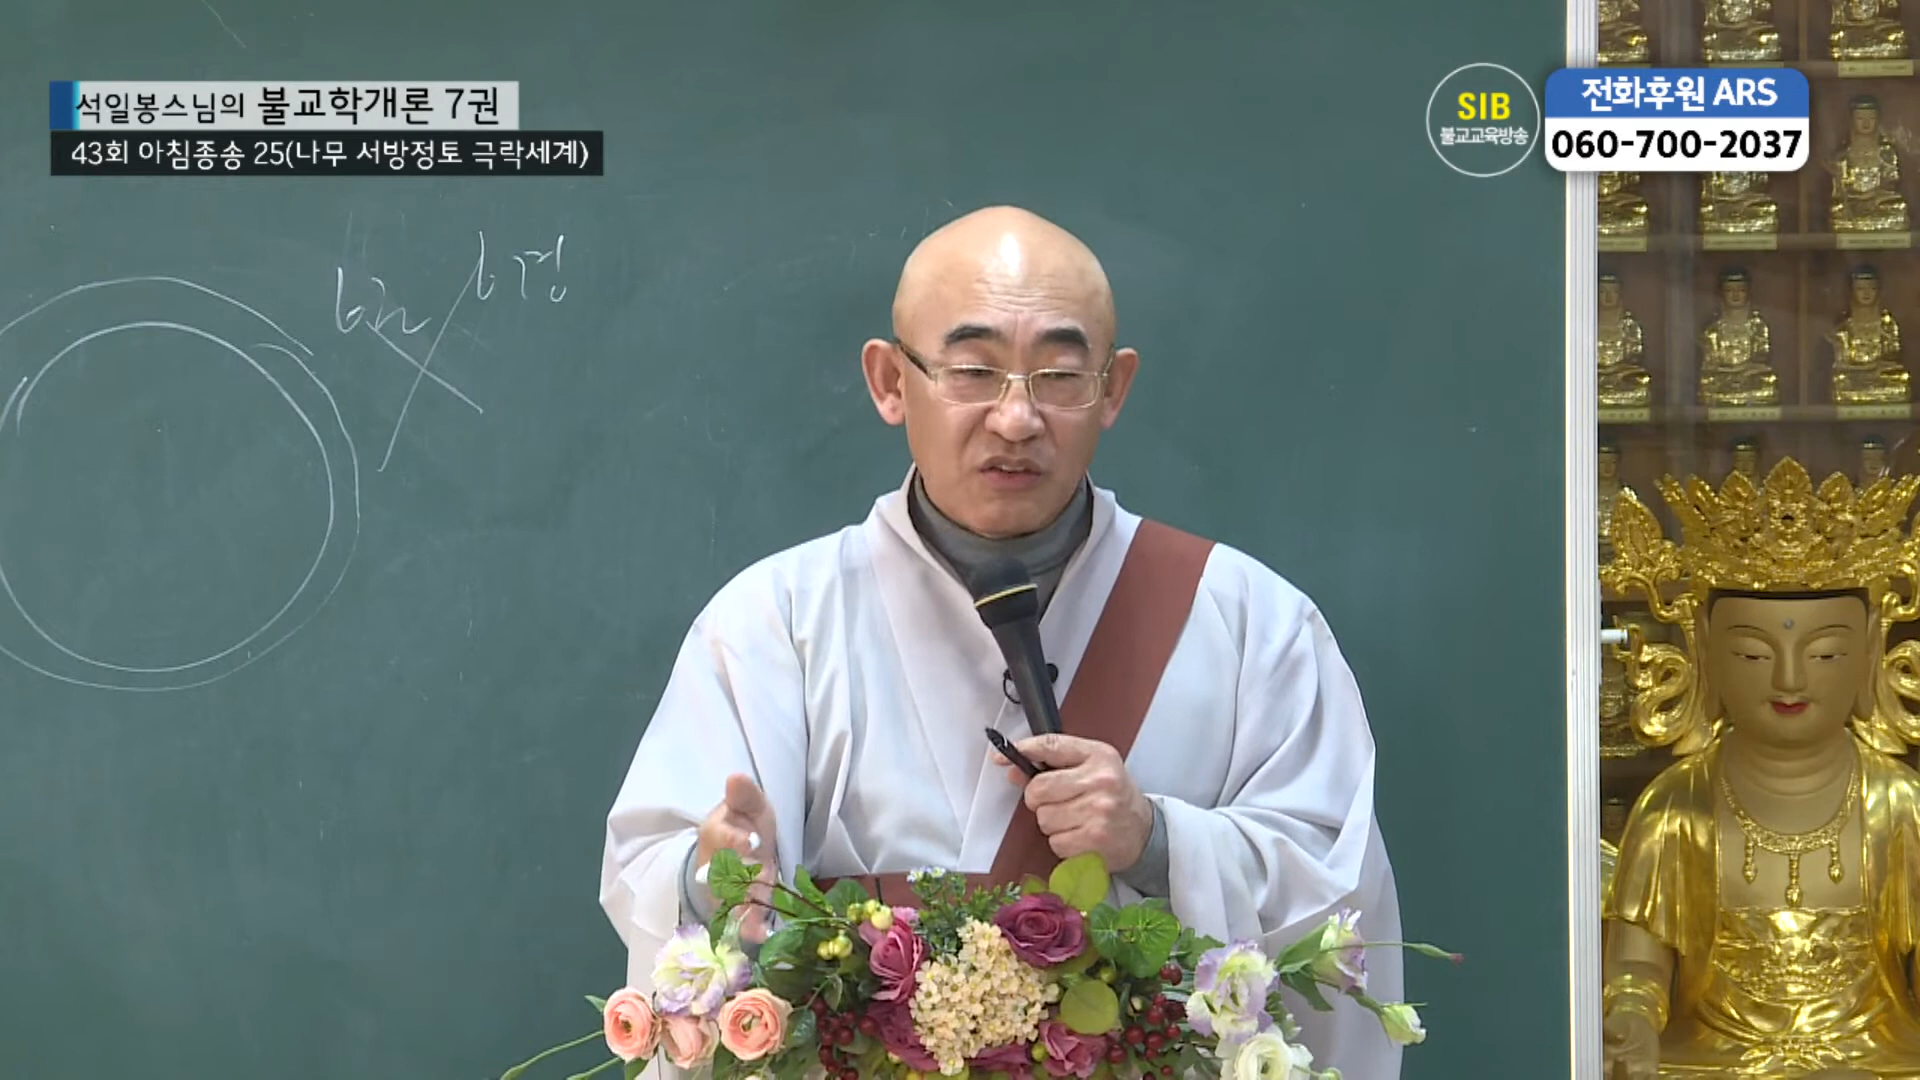 석일봉스님의 불교학개론 7권
43회 아침종송 25(나무 서방정토 극락세계)
SIB
불교교육방송
전화후원 ARS
060-700-2037
6경